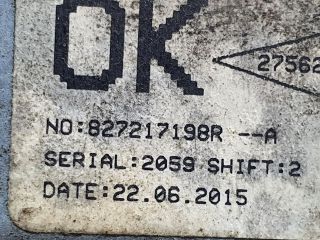 OK
27562
NO:827217198R --A
SERIAL:2059 SHIFT:2
DATE:22.06.2015